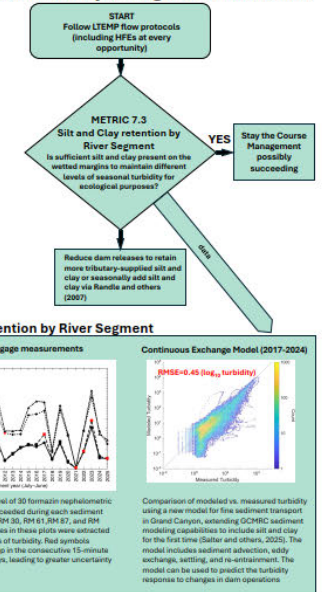 START
Follow LTEMP flow protocols
(including HFEs at every
opportunity)
METRIC 7.3
Silt and Clay retention by
River Segment
Is sufficient silt and clay present on the
wetted margins to maintain different
levels of seasonal turbidity for
ecological purposes?
YES
Stay the Course
Management
possibly
succeeding
data
Reduce dam releases to retain
more tributary-supplied silt and
clay or seasonally add silt and
clay via Randle and others
(2007)
ention by River Segment
gage measurements
year (July-June)
vel of 30 formazin nephelometric
ceeded during each sediment
RM 30, RM 61, RM 87, and RM
es in these plots were extracted
s of turbidity. Red symbols
p in the consecutive 15-minute
es, leading to greater uncertainty
Continuous Exchange Model (2017-2024)
RMSE=0.45 (log10 turbidity)
Modeled Turbidity
Measured Turbidity
Count
Comparison of modeled vs. measured turbidity
using a new model for fine sediment transport
in Grand Canyon, extending GCMRC sediment
modeling capabilities to include silt and clay
for the first time (Salter and others, 2025). The
model includes sediment advection, eddy
exchange, settling, and re-entrainment. The
model can be used to predict the turbidity
response to changes in dam operations